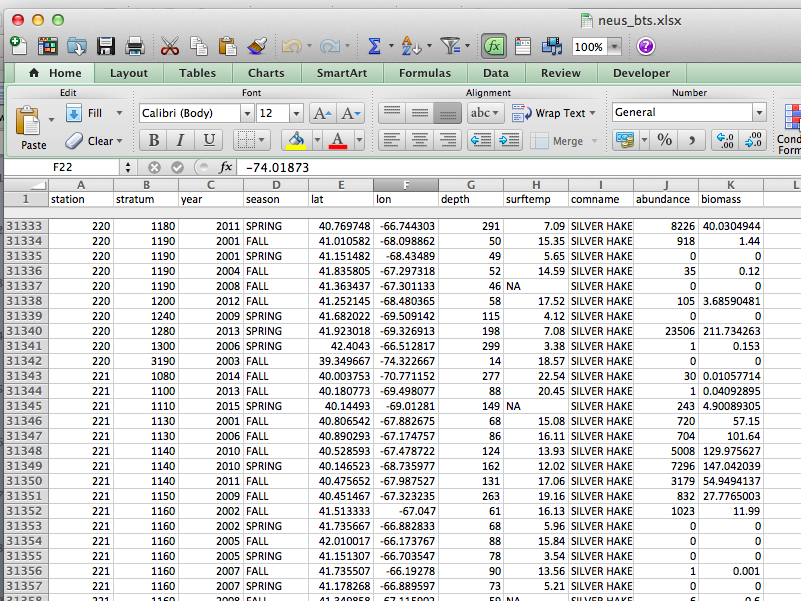 neus_bts.xlsx
100%
Home Layout Tables Charts SmartArt Formulas Data Review Developer
Edit Font Alignment Number
Fill Calibri (Body) 12 abc Wrap Text General
Paste Clear B I U A Merge % Cond
Form
F22 fx -74.01873
A B C D E F G H I J K L
1 station stratum year season lat lon depth surftemp comname abundance biomass
31333 220 1180 2011 SPRING 40.769748 -66.744303 291 7.09 SILVER HAKE 8226 40.0304944
31334 220 1190 2001 FALL 41.010582 -68.098862 50 15.35 SILVER HAKE 918 1.44
31335 220 1190 2001 SPRING 41.151482 -68.43489 49 5.65 SILVER HAKE 0 0
31336 220 1190 2004 FALL 41.835805 -67.297318 52 14.59 SILVER HAKE 35 0.12
31337 220 1190 2008 FALL 41.363437 -67.301133 46 NA SILVER HAKE 0 0
31338 220 1200 2012 FALL 41.252145 -68.480365 58 17.52 SILVER HAKE 105 3.68590481
31339 220 1240 2009 SPRING 41.682022 -69.509142 115 4.12 SILVER HAKE 0 0
31340 220 1280 2013 SPRING 41.923018 -69.326913 198 7.08 SILVER HAKE 23506 211.734263
31341 220 1300 2006 SPRING 42.4043 -66.512817 299 3.38 SILVER HAKE 1 0.153
31342 220 3190 2003 FALL 39.349667 -74.322667 14 18.57 SILVER HAKE 0 0
31343 221 1080 2014 FALL 40.003753 -70.771152 277 22.54 SILVER HAKE 30 0.01057714
31344 221 1100 2013 FALL 40.180773 -69.498077 88 20.45 SILVER HAKE 1 0.04092895
31345 221 1110 2015 SPRING 40.14493 -69.01281 149 NA SILVER HAKE 243 4.90089305
31346 221 1130 2001 FALL 40.806542 -67.882675 68 15.08 SILVER HAKE 720 57.15
31347 221 1130 2006 FALL 40.890293 -67.174757 86 16.11 SILVER HAKE 704 101.64
31348 221 1140 2010 FALL 40.528593 -67.478722 124 13.93 SILVER HAKE 5008 129.975627
31349 221 1140 2010 SPRING 40.146523 -68.735977 162 12.02 SILVER HAKE 7296 147.042039
31350 221 1140 2011 FALL 40.475652 -67.987527 131 17.06 SILVER HAKE 3179 54.9494137
31351 221 1150 2009 FALL 40.451467 -67.323235 263 19.16 SILVER HAKE 832 27.7765003
31352 221 1160 2002 FALL 41.513333 -67.047 61 16.13 SILVER HAKE 1023 11.99
31353 221 1160 2002 SPRING 41.735667 -66.882833 68 5.96 SILVER HAKE 0 0
31354 221 1160 2005 FALL 42.010017 -66.173767 88 15.84 SILVER HAKE 0 0
31355 221 1160 2005 SPRING 41.151307 -66.703547 78 3.54 SILVER HAKE 0 0
31356 221 1160 2007 FALL 41.735507 -66.19278 90 13.56 SILVER HAKE 1 0.001
31357 221 1160 2007 SPRING 41.178268 -66.889597 73 5.21 SILVER HAKE 0 0
31358 221 1160 2008 FALL